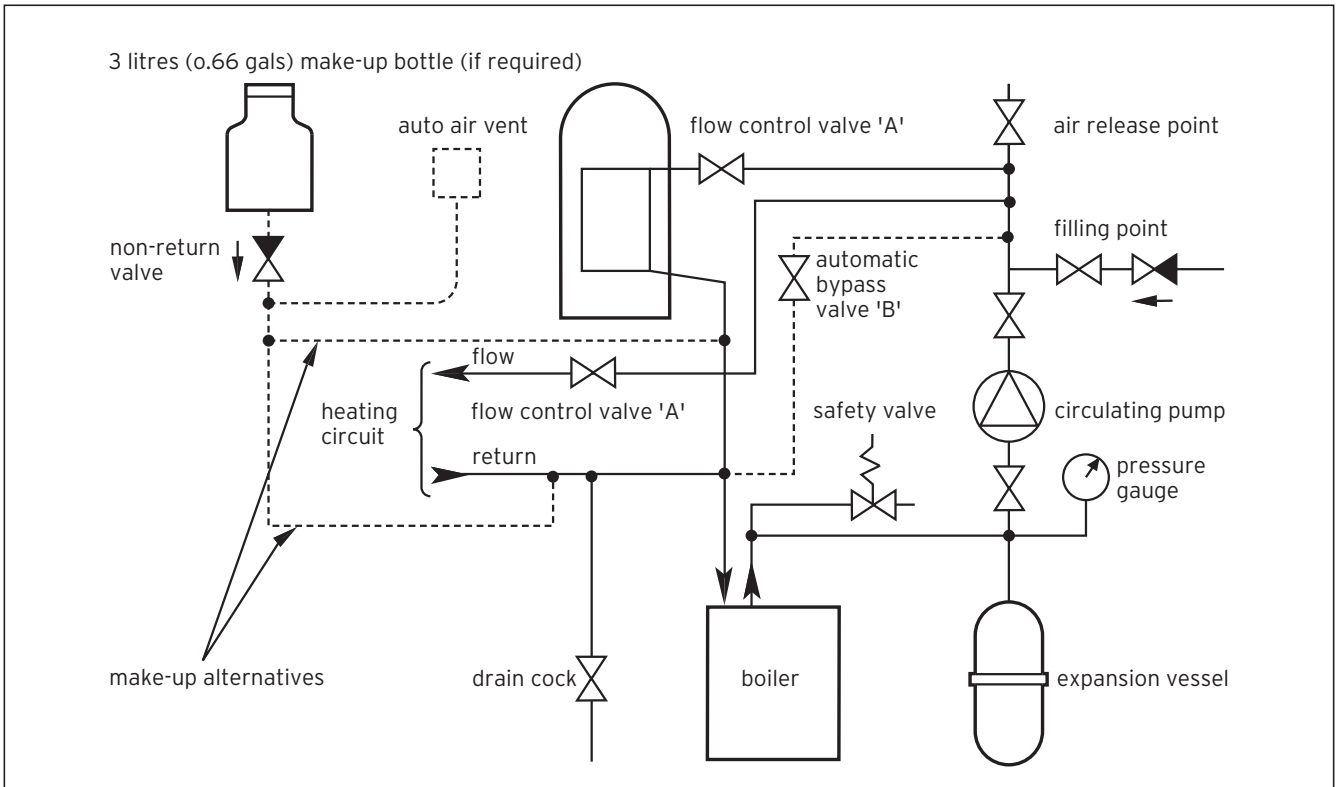 3 litres (o.66 gals) make-up bottle (if required)
auto air vent
flow control valve 'A'
air release point
non-return
valve
filling point
automatic
bypass
valve 'B'
flow
heating
circuit
flow control valve 'A'
safety valve
circulating pump
return
pressure
gauge
make-up alternatives
drain cock
boiler
expansion vessel